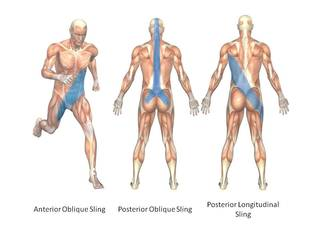 Anterior Oblique Sling
Posterior Oblique Sling
Posterior Longitudinal
Sling